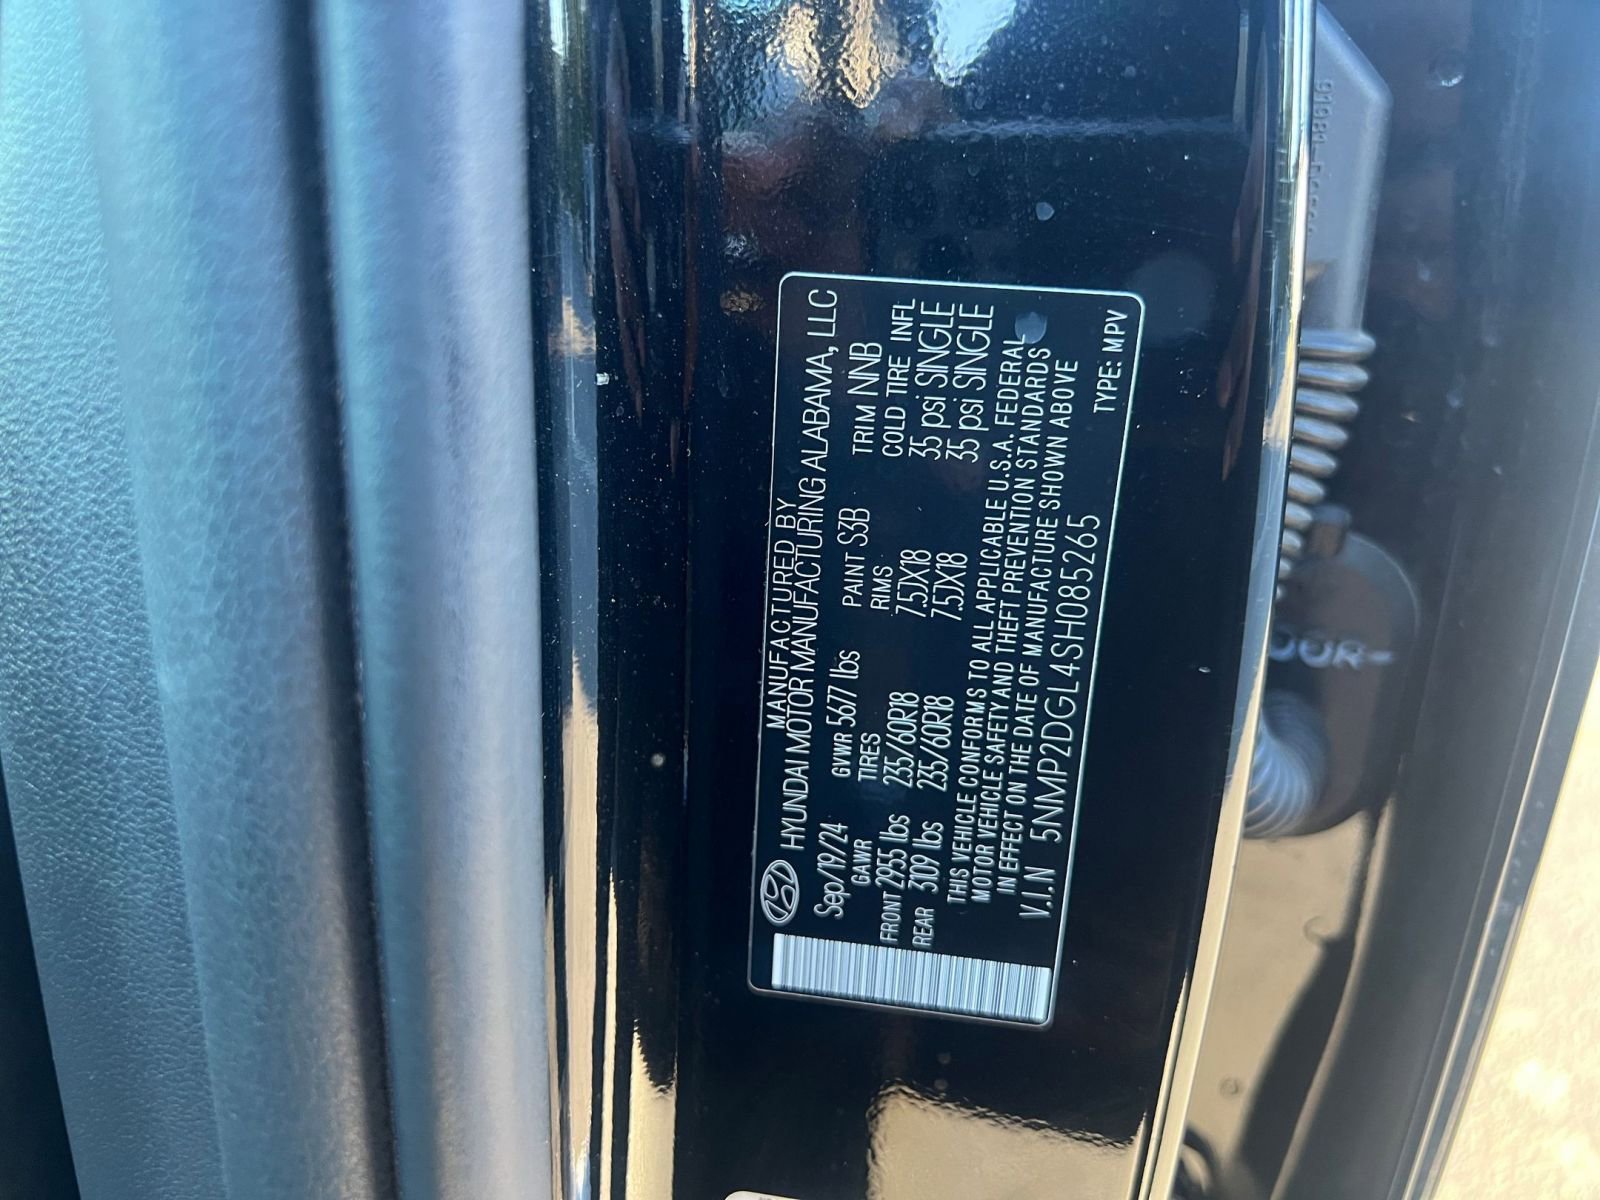 MANUFACTURED BY
HYUNDAI MOTOR MANUFACTURING ALABAMA, LLC
Sep/19/24 GVWR 5677 lbs PAINT S3B TRIM NNB
GAWR TIRES RIMS COLD TIRE INFL
FRONT 2955 lbs 235/60R18 7.5JX18 35 psi SINGLE
REAR 3109 lbs 235/60R18 7.5JX18 35 psi SINGLE
THIS VEHICLE CONFORMS TO ALL APPLICABLE U.S.A. FEDERAL
MOTOR VEHICLE SAFETY AND THEFT PREVENTION STANDARDS
IN EFFECT ON THE DATE OF MANUFACTURE SHOWN ABOVE
V.I.N 5NMP2DGL4SH085265
TYPE: MPV